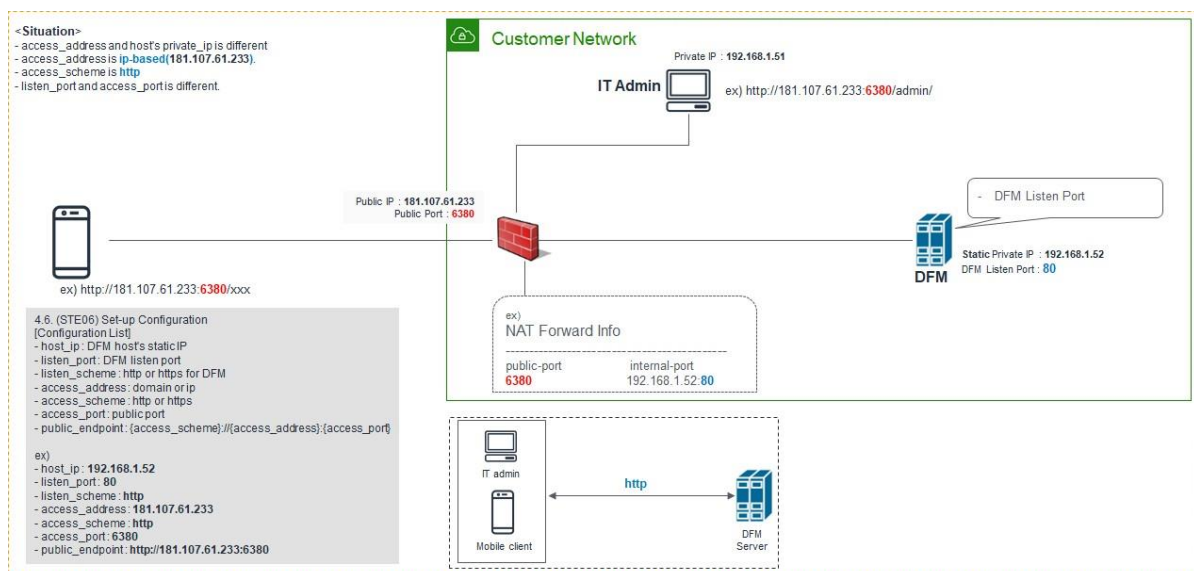 <Situation>
- access_address and host's private_ip is different
- access_address is ip-based(181.107.61.233).
- access_scheme is http
- listen_port and access_port is different.
Customer Network
Private IP : 192.168.1.51
IT Admin
ex) http://181.107.61.233:6380/admin/
Public IP : 181.107.61.233
Public Port : 6380
- DFM Listen Port
Static Private IP : 192.168.1.52
DFM Listen Port : 80
DFM
ex) http://181.107.61.233:6380/xxx
ex)
NAT Forward Info
public-port internal-port
6380 192.168.1.52:80
4.6. (STE06) Set-up Configuration
[Configuration List]
- host_ip : DFM host's static IP
- listen_port : DFM listen port
- listen_scheme : http or https for DFM
- access_address : domain or ip
- access_scheme : http or https
- access_port : public port
- public_endpoint : {access_scheme}://{access_address}:{access_port}
ex)
- host_ip : 192.168.1.52
- listen_port : 80
- listen_scheme : http
- access_address : 181.107.61.233
- access_scheme : http
- access_port : 6380
- public_endpoint : http://181.107.61.233:6380
IT admin
http
Mobile client
DFM
Server